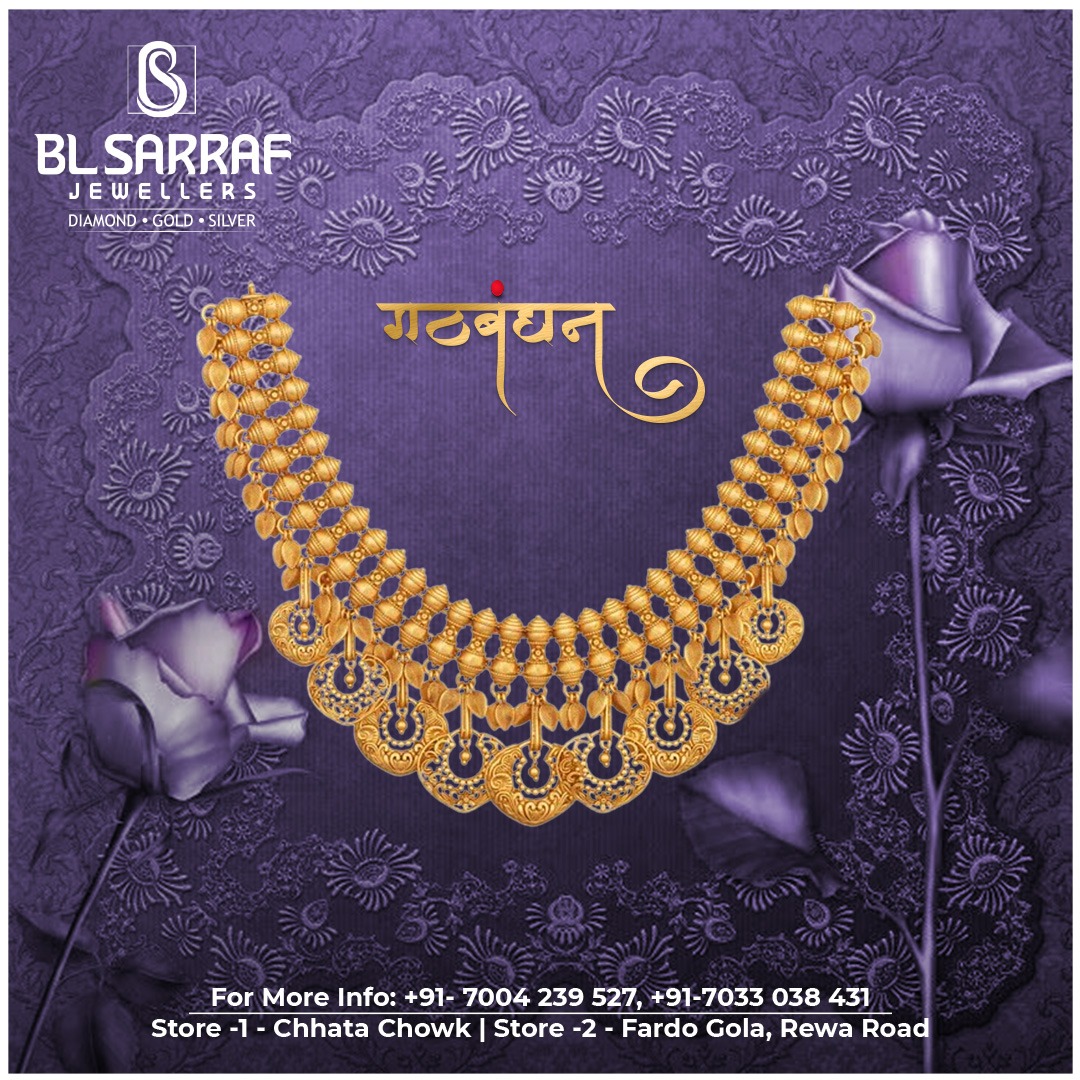 BL SARRAF
JEWELLERS
DIAMOND • GOLD • SILVER
गठबंधन
For More Info: +91- 7004 239 527, +91-7033 038 431
Store -1 - Chhata Chowk | Store -2 - Fardo Gola, Rewa Road